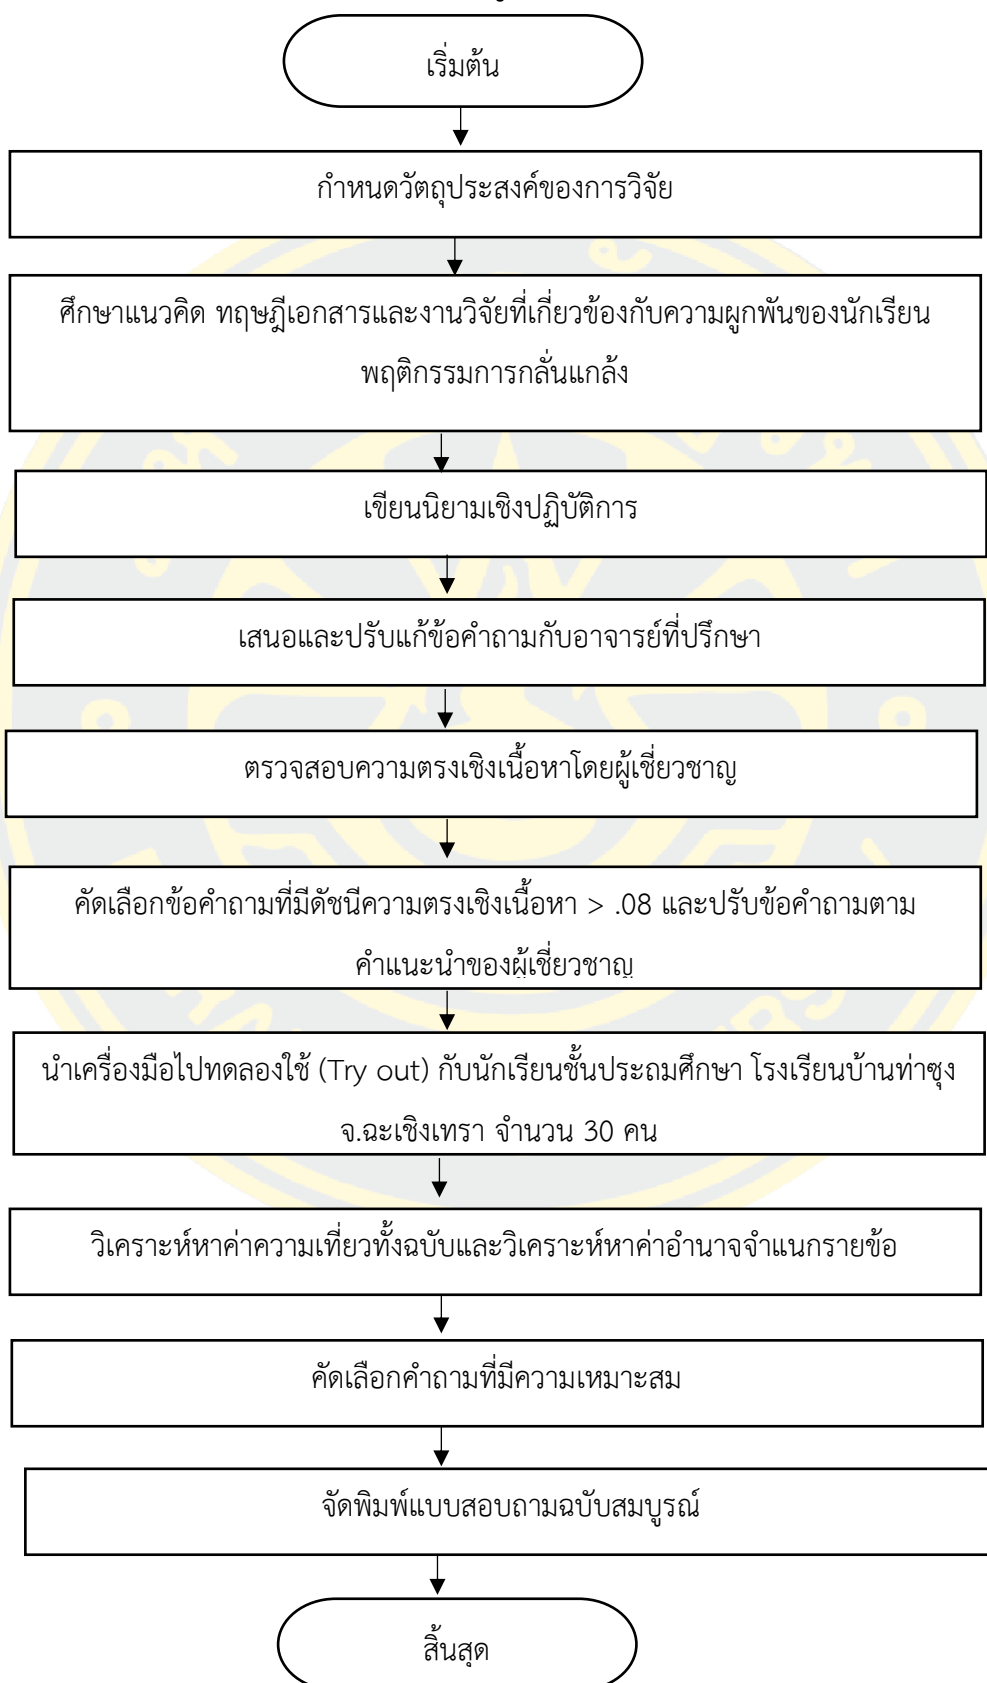 เริ่มต้น
กำหนดวัตถุประสงค์ของการวิจัย
ศึกษาแนวคิด ทฤษฎีเอกสารและงานวิจัยที่เกี่ยวข้องกับความผูกพันของนักเรียน
พฤติกรรมการกลั่นแกล้ง
เขียนนิยามเชิงปฏิบัติการ
เสนอและปรับแก้ข้อคำถามกับอาจารย์ที่ปรึกษา
ตรวจสอบความตรงเชิงเนื้อหาโดยผู้เชี่ยวชาญ
คัดเลือกข้อคำถามที่มีดัชนีความตรงเชิงเนื้อหา > .08 และปรับข้อคำถามตาม
คำแนะนำของผู้เชี่ยวชาญ
นำเครื่องมือไปทดลองใช้ (Try out) กับนักเรียนชั้นประถมศึกษา โรงเรียนบ้านท่าซุง
จ.ฉะเชิงเทรา จำนวน 30 คน
วิเคราะห์หาค่าความเที่ยวทั้งฉบับและวิเคราะห์หาค่าอำนาจจำแนกรายข้อ
คัดเลือกคำถามที่มีความเหมาะสม
จัดพิมพ์แบบสอบถามฉบับสมบูรณ์
สิ้นสุด